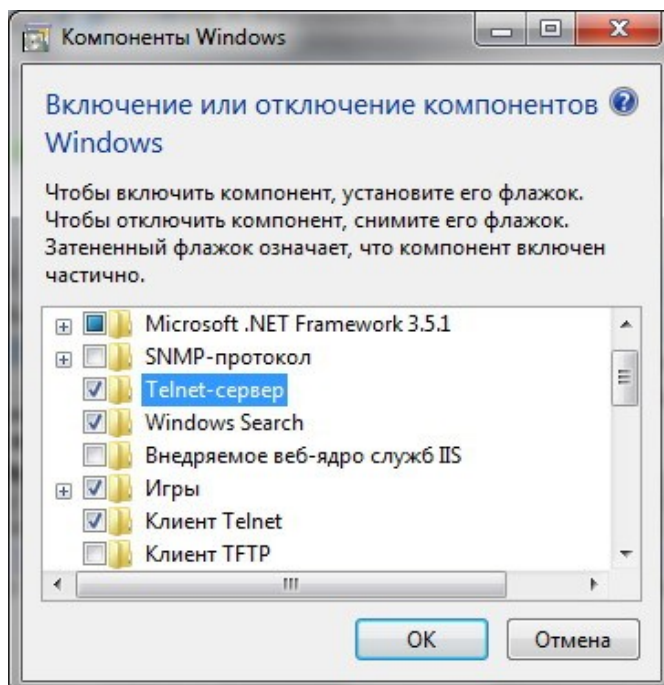 Компоненты Windows
Включение или отключение компонентов
Windows
Чтобы включить компонент, установите его флажок.
Чтобы отключить компонент, снимите его флажок.
Затененный флажок означает, что компонент включен
частично.
Microsoft .NET Framework 3.5.1
SNMP-протокол
Telnet-сервер
Windows Search
Внедряемое веб-ядро служб IIS
Игры
Клиент Telnet
Клиент TFTP
OK
Отмена